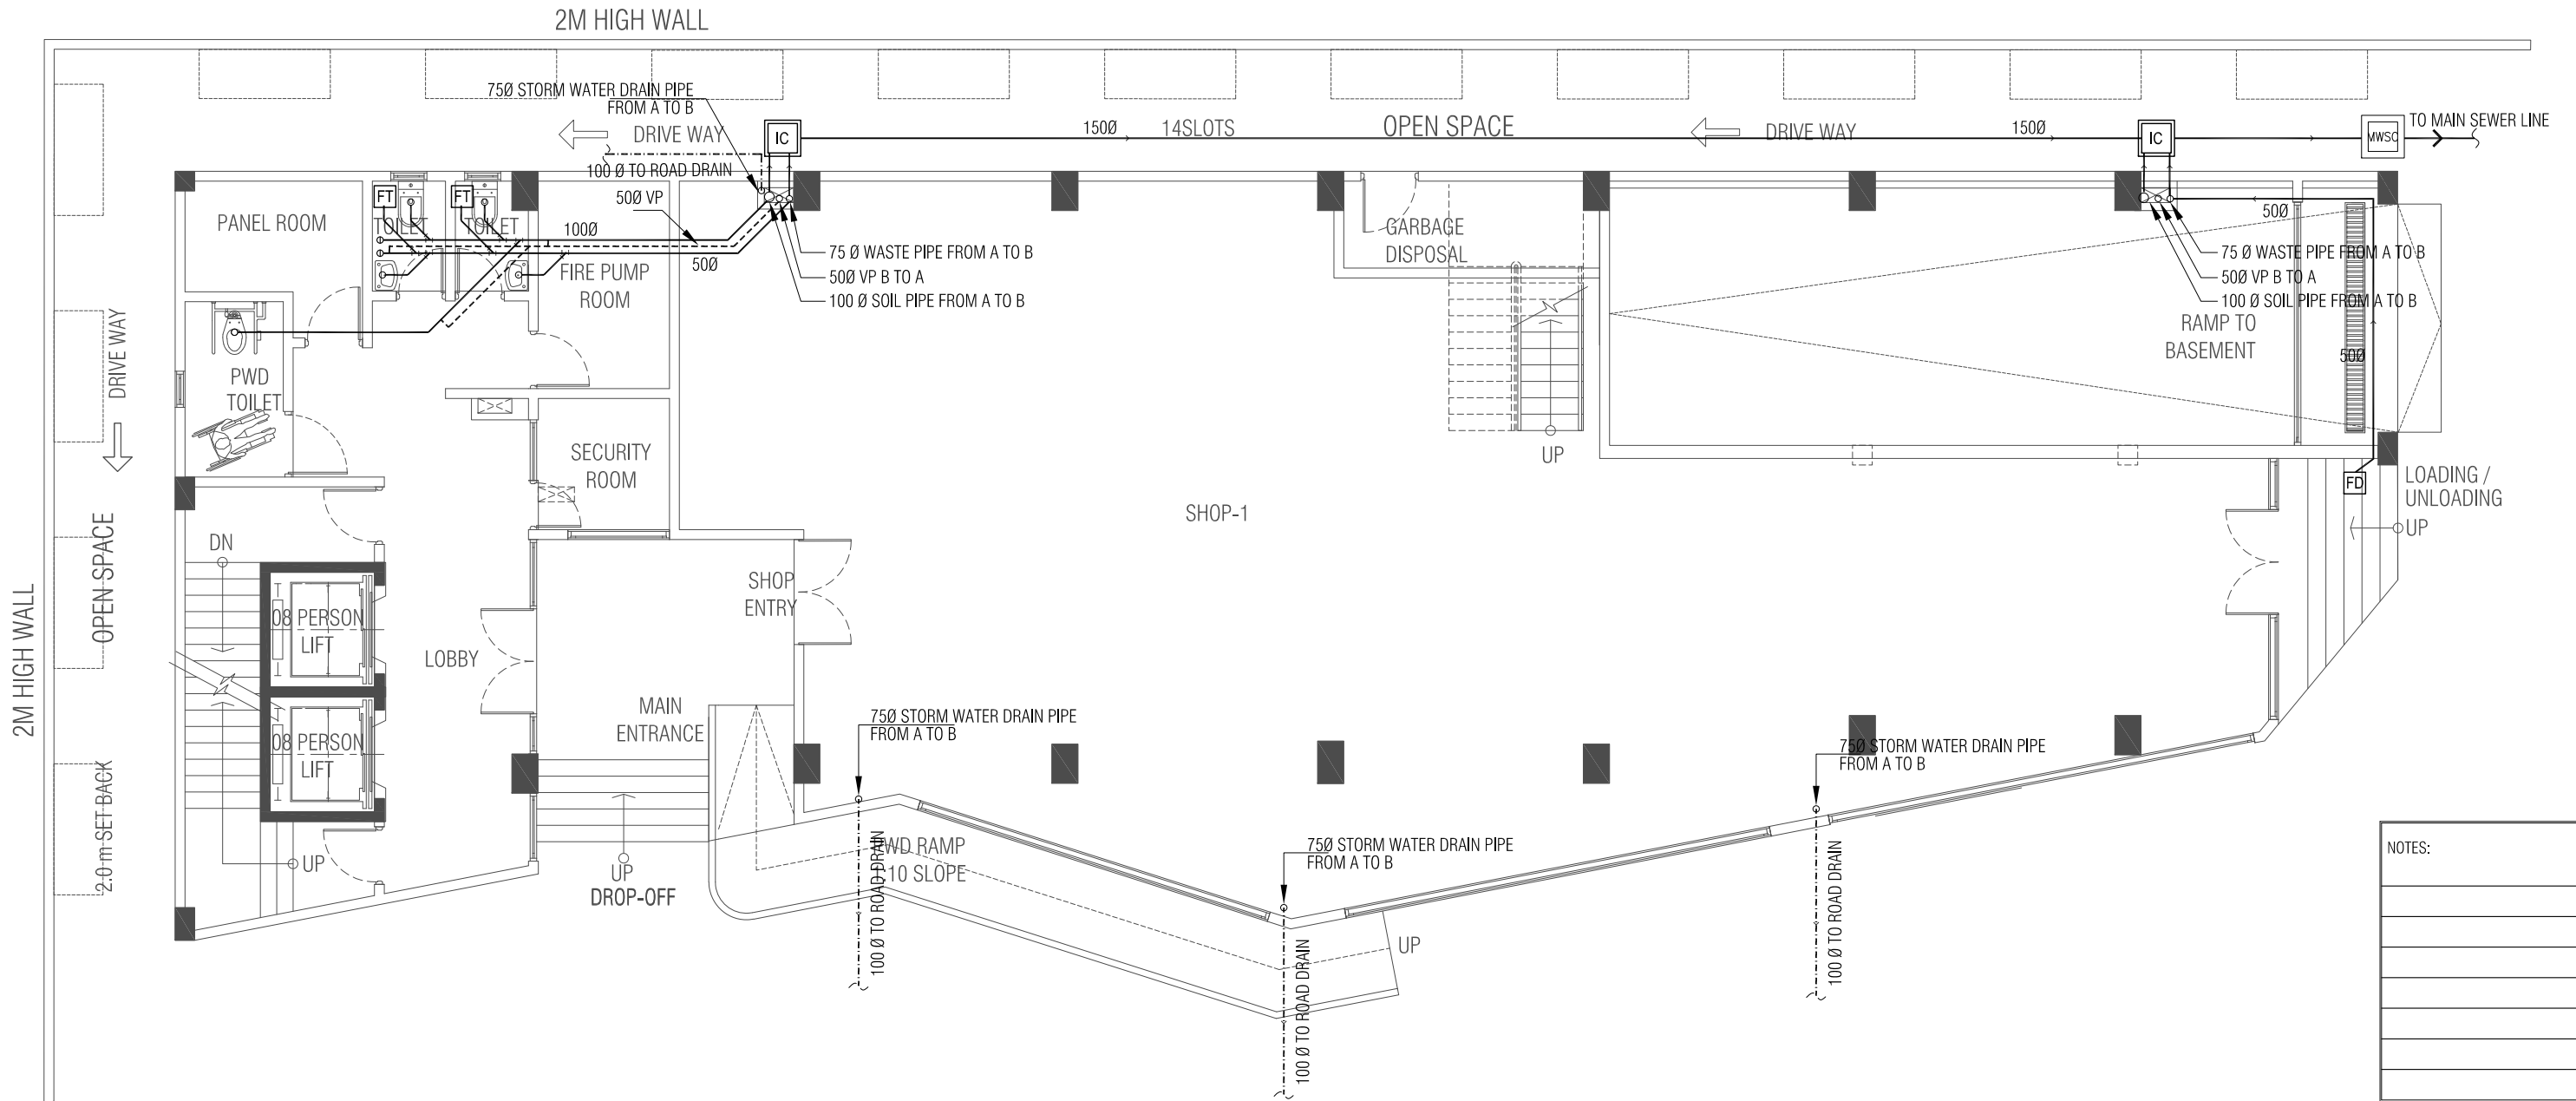 2M HIGH WALL
75Ø STORM WATER DRAIN PIPE
FROM A TO B
DRIVE WAY
IC
150Ø
14SLOTS
OPEN SPACE
DRIVE WAY
150Ø
IC
MWSC
TO MAIN SEWER LINE
100 Ø TO ROAD DRAIN
50Ø VP
FT
FT
PANEL ROOM
TOILET
TOILET
100Ø
50Ø
FIRE PUMP
ROOM
75 Ø WASTE PIPE FROM A TO B
50Ø VP B TO A
100 Ø SOIL PIPE FROM A TO B
GARBAGE
DISPOSAL
50Ø
75 Ø WASTE PIPE FROM A TO B
50Ø VP B TO A
100 Ø SOIL PIPE FROM A TO B
RAMP TO
BASEMENT
50Ø
DRIVE WAY
PWD
TOILET
SECURITY
ROOM
UP
FD
LOADING /
UNLOADING
UP
SHOP-1
DN
OPEN SPACE
2M HIGH WALL
08 PERSON
LIFT
LOBBY
SHOP
ENTRY
08 PERSON
LIFT
MAIN
ENTRANCE
75Ø STORM WATER DRAIN PIPE
FROM A TO B
75Ø STORM WATER DRAIN PIPE
FROM A TO B
2.0 m SET BACK
UP
UP
DROP-OFF
WD RAMP
:10 SLOPE
100 Ø TO ROAD DRAIN
75Ø STORM WATER DRAIN PIPE
FROM A TO B
100 Ø TO ROAD DRAIN
UP
100 Ø TO ROAD DRAIN
NOTES: